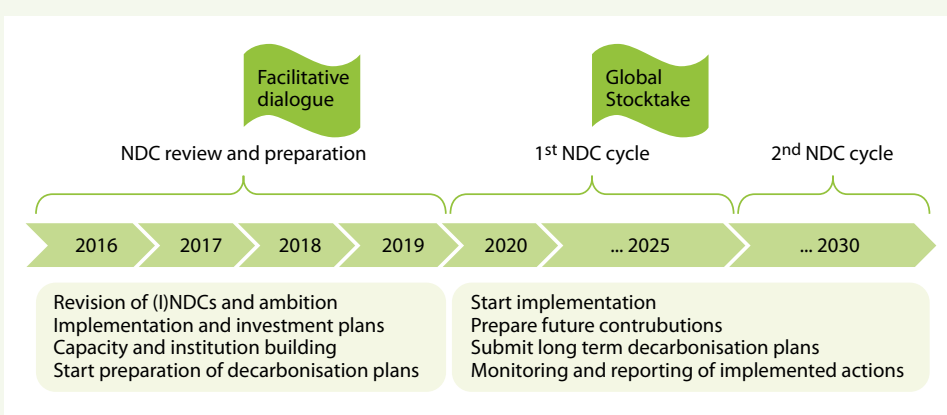 Facilitative
dialogue
Global
Stocktake
NDC review and preparation
1st NDC cycle
2nd NDC cycle
2016
2017
2018
2019
2020
... 2025
... 2030
Revision of (I)NDCs and ambition
Implementation and investment plans
Capacity and institution building
Start preparation of decarbonisation plans
Start implementation
Prepare future contrubutions
Submit long term decarbonisation plans
Monitoring and reporting of implemented actions